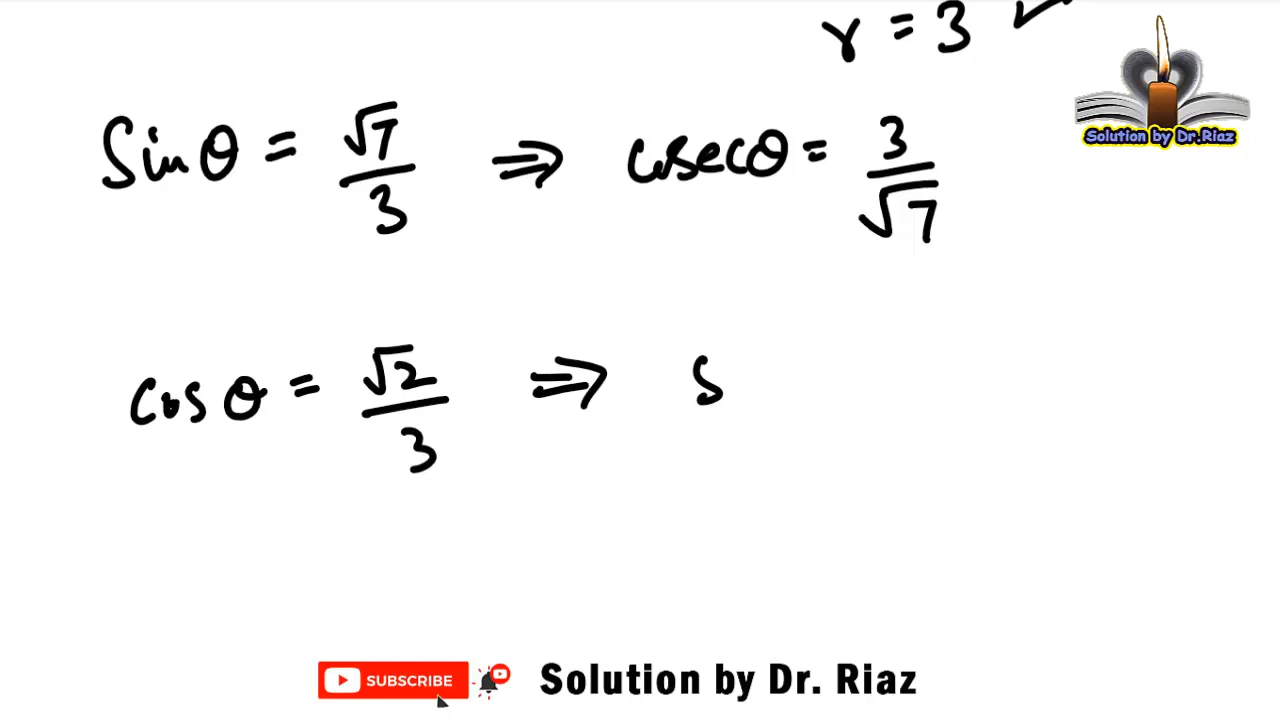 r = 3
Solution by Dr.Riaz
Sinθ = √7/3 ⇒ cosecθ = 3/√7
cosθ = √2/3 ⇒ S
SUBSCRIBE
Solution by Dr. Riaz